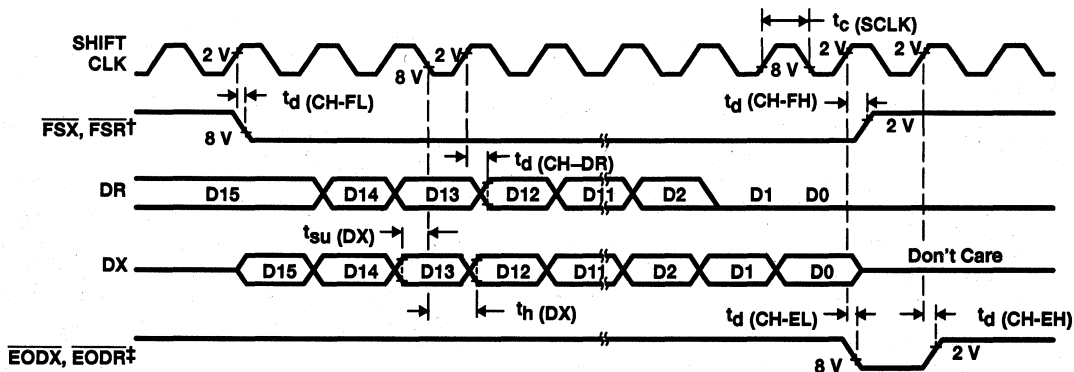 SHIFT
CLK
2 V
8 V
2 V
tc (SCLK)
8 V
2 V
2 V
td (CH-FL)
td (CH-FH)
FSX, FSR†
8 V
2 V
td (CH–DR)
DR
D15
D14
D13
D12
D11
D2
D1
D0
tsu (DX)
DX
D15
D14
D13
D12
D11
D2
D1
D0
Don't Care
th (DX)
td (CH-EL)
td (CH-EH)
EODX, EODR‡
8 V
2 V